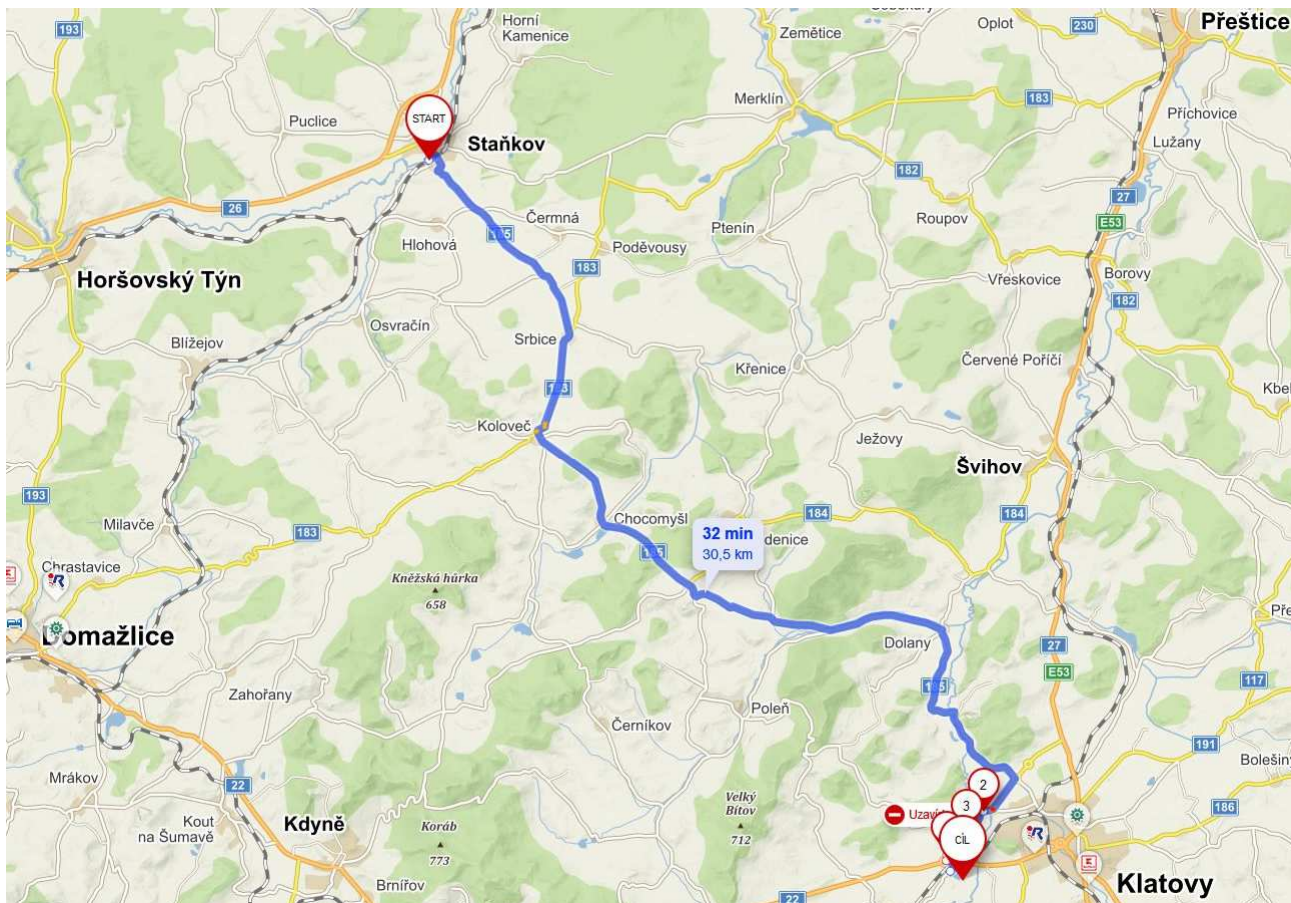 193
Horní
Kamenice
Zemětice
Oplot
230
Přeštice
Puclice
START
Staňkov
Merklín
183
Příchovice
Lužany
182
27
26
Čermná
Hlohová
Poděvousy
183
Ptenín
Roupov
E53
Horšovský Týn
Osvračín
Vřeskovice
Borovy
182
Blížejov
Srbice
Křenice
Červené Poříčí
Koloveč
Ježovy
Švihov
193
Milavče
183
Chocomyšl
184
184
32 min
30,5 km
Chrastavice
Kněžská hůrka
658
Domažlice
Dolany
27
E53
Zahořany
Černíkov
Poleň
117
191
Mrákov
22
Bolešiny
Kout
na Šumavě
Kdyně
Koráb
773
Velký
Bítov
712
2
3
CÍL
186
Brnířov
22
Klatovy